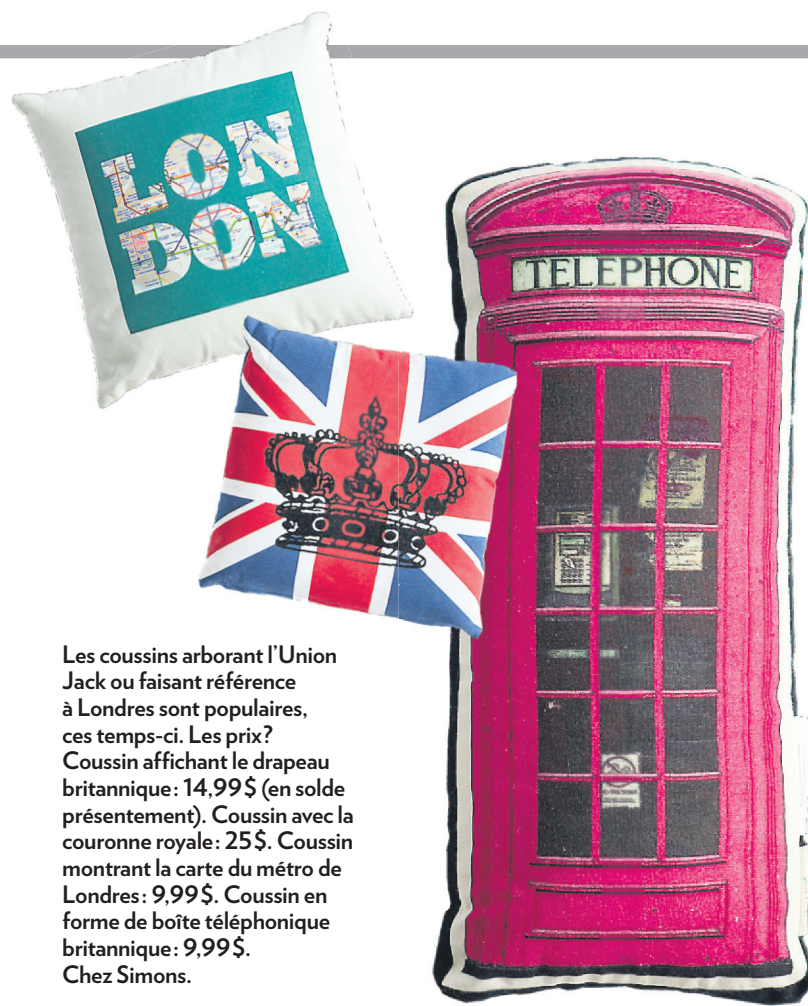 LON
DON
TELEPHONE
Les coussins arborant l’Union
Jack ou faisant référence
à Londres sont populaires,
ces temps-ci. Les prix?
Coussin affichant le drapeau
britannique: 14,99$ (en solde
présentement). Coussin avec la
couronne royale: 25$. Coussin
montrant la carte du métro de
Londres: 9,99$. Coussin en
forme de boîte téléphonique
britannique: 9,99$.
Chez Simons.